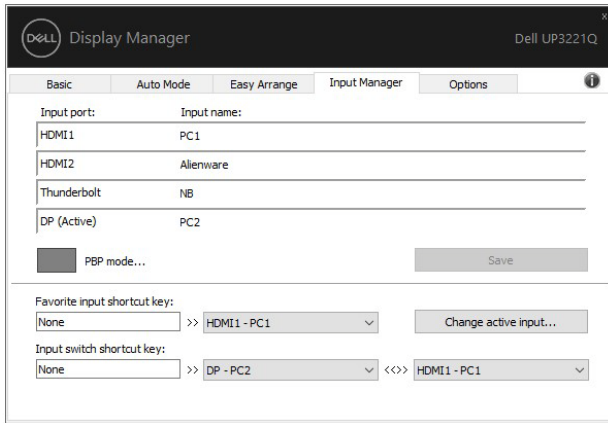 DELL Display Manager Dell UP3221Q
Basic Auto Mode Easy Arrange Input Manager Options
Input port: Input name:
HDMI1 PC1
HDMI2 Alienware
Thunderbolt NB
DP (Active) PC2
PBP mode... Save
Favorite input shortcut key:
None >> HDMI1 - PC1 Change active input...
Input switch shortcut key:
None >> DP - PC2 <<>> HDMI1 - PC1